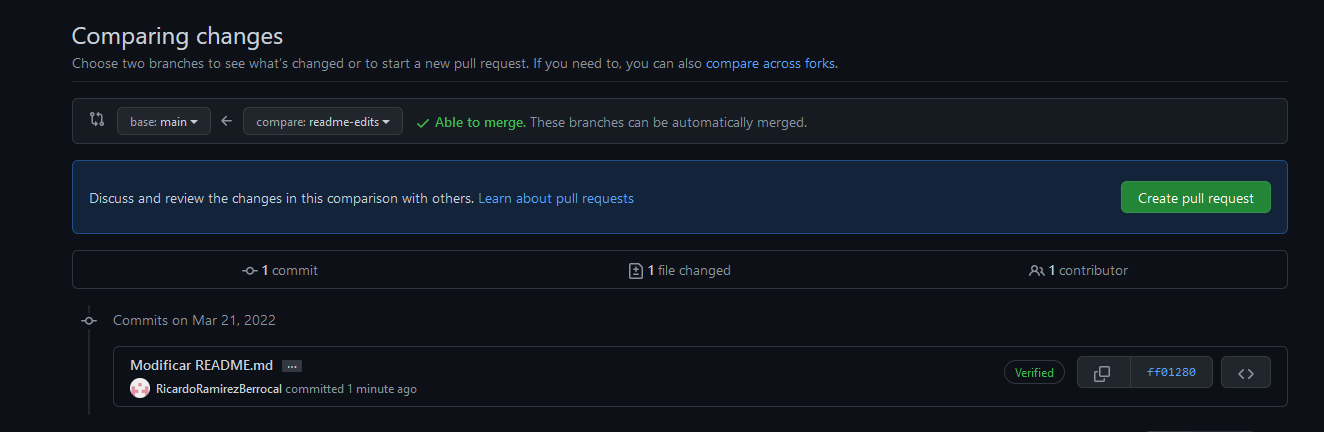 Comparing changes
Choose two branches to see what's changed or to start a new pull request. If you need to, you can also compare across forks.
base: main compare: readme-edits Able to merge. These branches can be automatically merged.
Discuss and review the changes in this comparison with others. Learn about pull requests Create pull request
1 commit 1 file changed 1 contributor
Commits on Mar 21, 2022
Modificar README.md ...
RicardoRamirezBerrocal committed 1 minute ago Verified ff01280